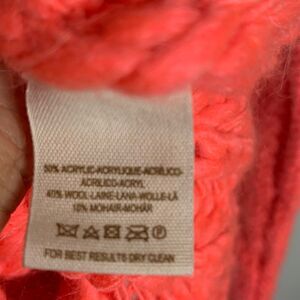 50% ACRYLIC-ACRYLIQUE-ACRÍLICO-
ACRILICO-ACRYL
40% WOOL-LAINE-LANA-WOLLE-LÃ
10% MOHAIR-MOHÄR
FOR BEST RESULTS DRY CLEAN